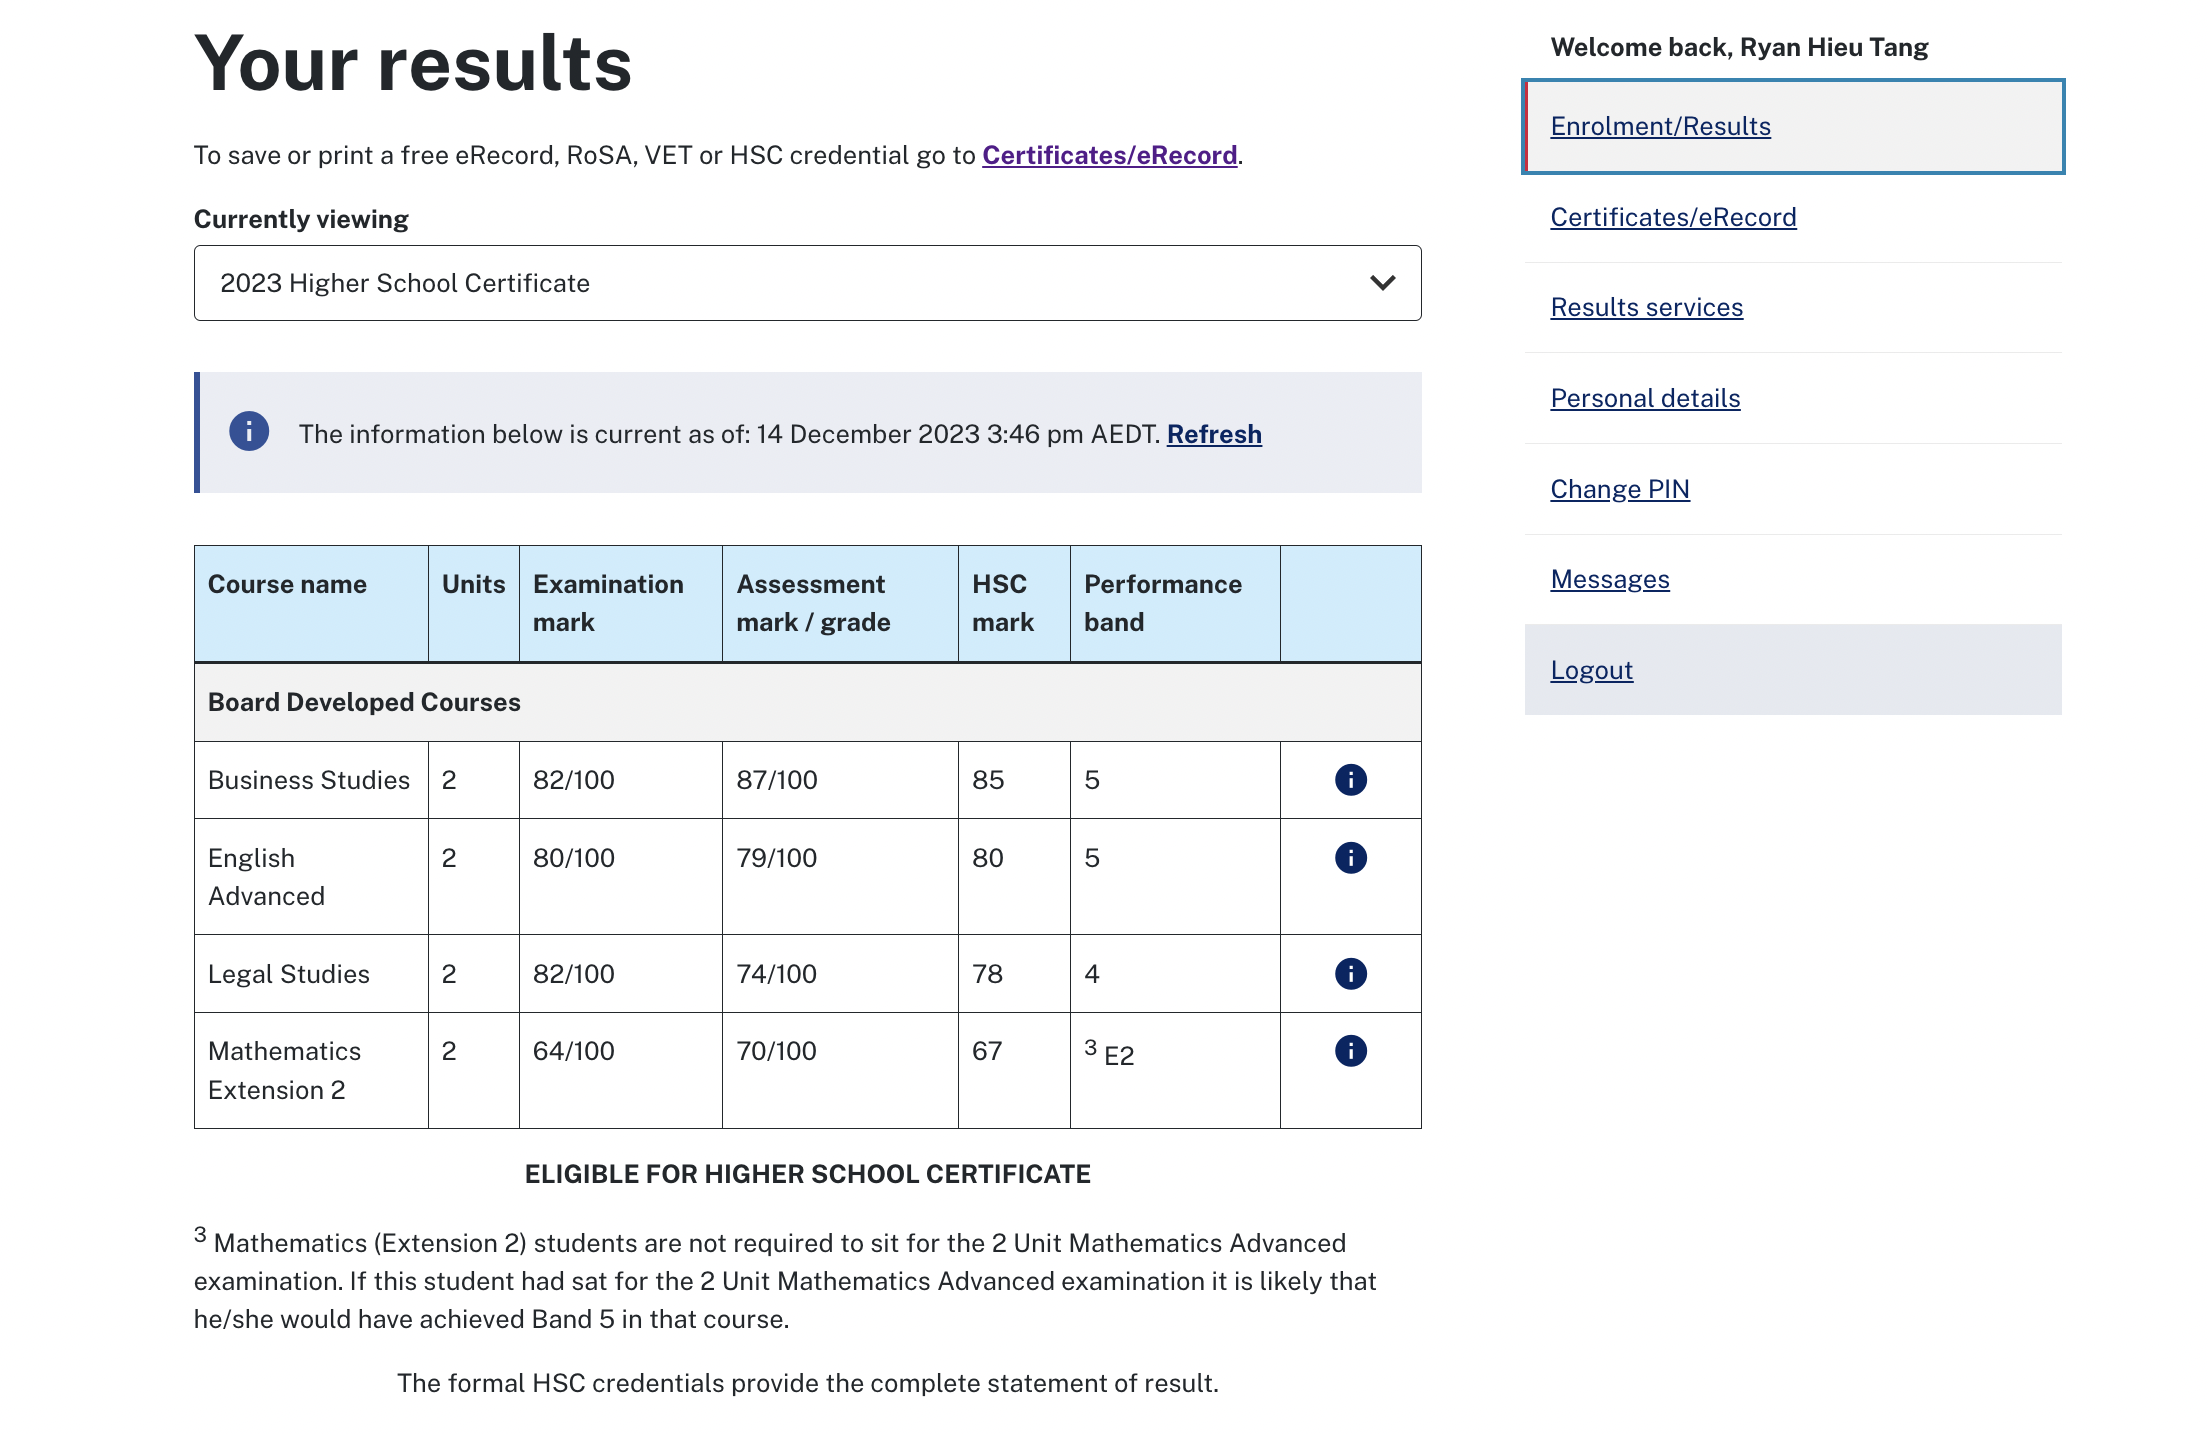 Your results
To save or print a free eRecord, RoSA, VET or HSC credential go to Certificates/eRecord.
Currently viewing
2023 Higher School Certificate
The information below is current as of: 14 December 2023 3:46 pm AEDT. Refresh
Course name Units Examination mark Assessment mark / grade HSC mark Performance band
Board Developed Courses
Business Studies 2 82/100 87/100 85 5
English Advanced 2 80/100 79/100 80 5
Legal Studies 2 82/100 74/100 78 4
Mathematics Extension 2 2 64/100 70/100 67 3 E2
ELIGIBLE FOR HIGHER SCHOOL CERTIFICATE
3 Mathematics (Extension 2) students are not required to sit for the 2 Unit Mathematics Advanced
examination. If this student had sat for the 2 Unit Mathematics Advanced examination it is likely that
he/she would have achieved Band 5 in that course.
The formal HSC credentials provide the complete statement of result.
Welcome back, Ryan Hieu Tang
Enrolment/Results
Certificates/eRecord
Results services
Personal details
Change PIN
Messages
Logout